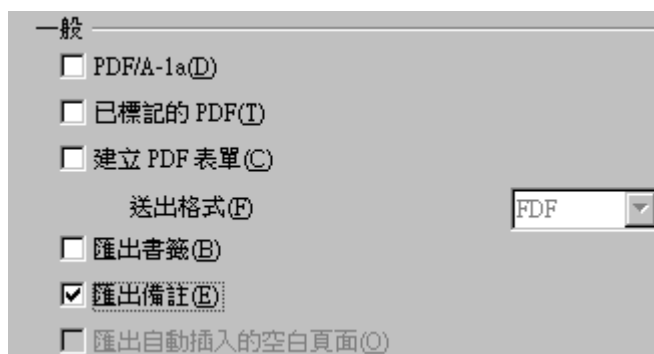 一般
PDF/A-1a(D)
已標記的 PDF(T)
建立 PDF 表單(C)
送出格式(F) FDF
匯出書籤(B)
匯出備註(E)
匯出自動插入的空白頁面(O)